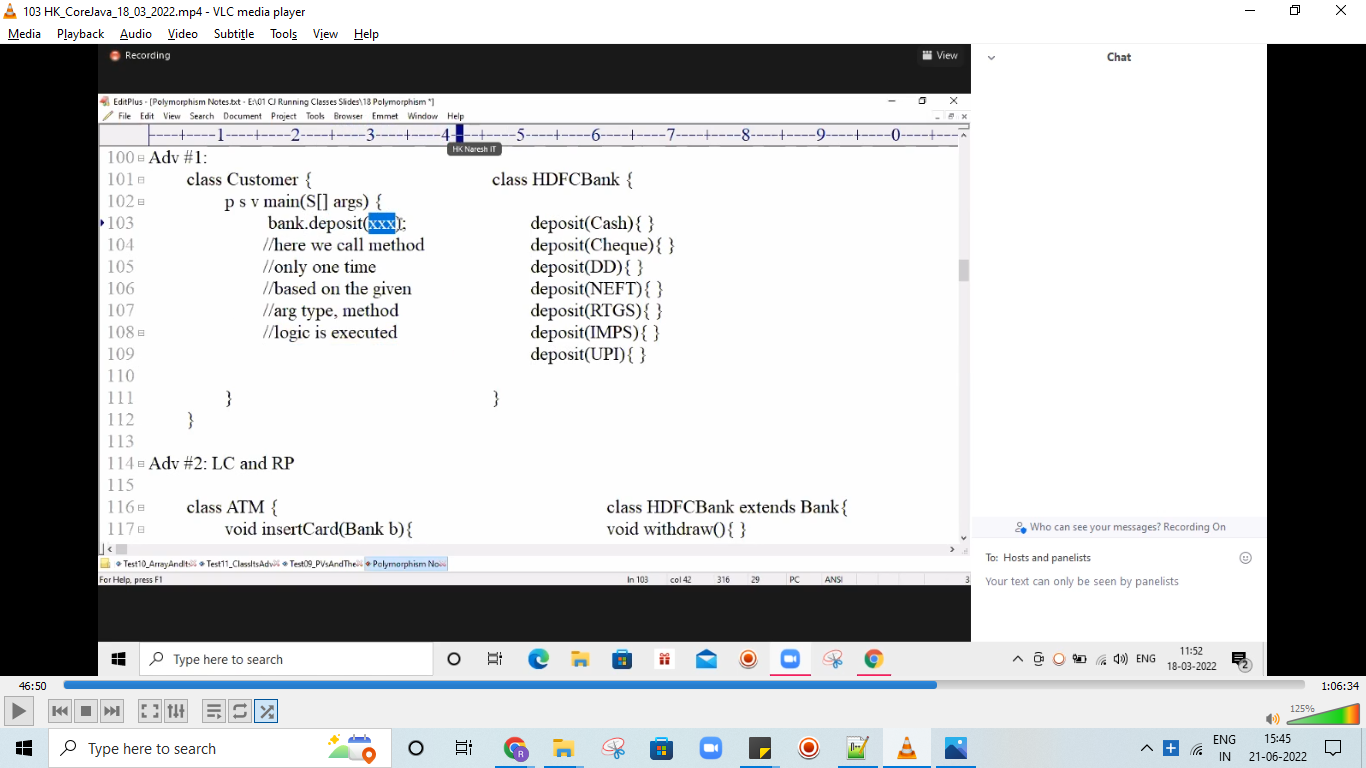 103 HK_CoreJava_18_03_2022.mp4 - VLC media player
Media Playback Audio Video Subtitle Tools View Help
Recording
View
Chat
EditPlus - [Polymorphism Notes.txt - E:\01 CJ Running Classes Slides\18 Polymorphism *]
File Edit View Search Document Project Tools Browser Emmet Window Help
----+----1----+----2----+----3----+----4----+----5----+----6----+----7----+----8----+----9----+----0----+--
HK Naresh IT
100 Adv #1:
101 class Customer { class HDFCBank {
102 p s v main(S[] args) {
103 bank.deposit(xxx); deposit(Cash){ }
104 //here we call method deposit(Cheque){ }
105 //only one time deposit(DD){ }
106 //based on the given deposit(NEFT){ }
107 //arg type, method deposit(RTGS){ }
108 //logic is executed deposit(IMPS){ }
109 deposit(UPI){ }
110
111 } }
112 }
113
114 Adv #2: LC and RP
115
116 class ATM { class HDFCBank extends Bank{
117 void insertCard(Bank b){ void withdraw(){ }
Who can see your messages? Recording On
To: Hosts and panelists
Your text can only be seen by panelists
Test10_ArrayAndIts Test11_ClassItsAdv Test09_PVsAndThe Polymorphism No
For Help, press F1 ln 103 col 42 316 29 PC ANSI 3
Type here to search
ENG
11:52
18-03-2022
2
46:50
1:06:34
125%
Type here to search
ENG
IN
15:45
21-06-2022